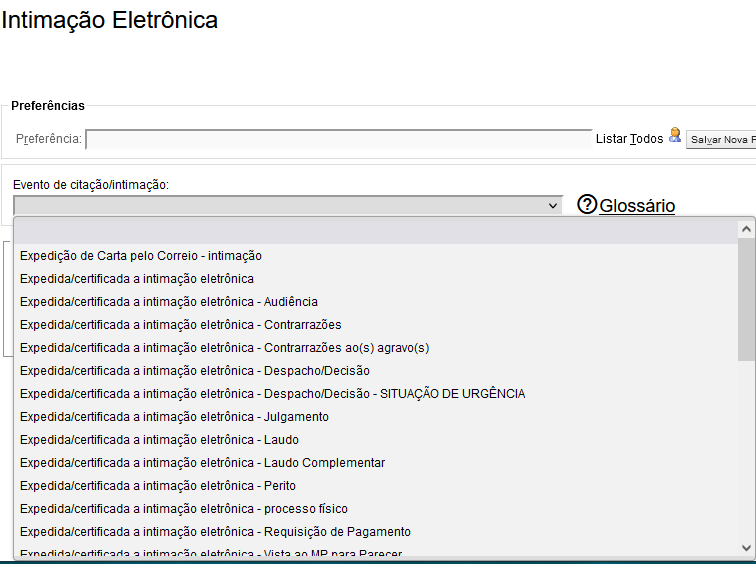 Intimação Eletrônica
Preferências
Preferência:
Listar Todos
Salvar Nova P
Evento de citação/intimação:
Glossário
Expedição de Carta pelo Correio - intimação
Expedida/certificada a intimação eletrônica
Expedida/certificada a intimação eletrônica - Audiência
Expedida/certificada a intimação eletrônica - Contrarrazões
Expedida/certificada a intimação eletrônica - Contrarrazões ao(s) agravo(s)
Expedida/certificada a intimação eletrônica - Despacho/Decisão
Expedida/certificada a intimação eletrônica - Despacho/Decisão - SITUAÇÃO DE URGÊNCIA
Expedida/certificada a intimação eletrônica - Julgamento
Expedida/certificada a intimação eletrônica - Laudo
Expedida/certificada a intimação eletrônica - Laudo Complementar
Expedida/certificada a intimação eletrônica - Perito
Expedida/certificada a intimação eletrônica - processo físico
Expedida/certificada a intimação eletrônica - Requisição de Pagamento
Expedida/certificada a intimação eletrônica - Vista ao MP para Parecer